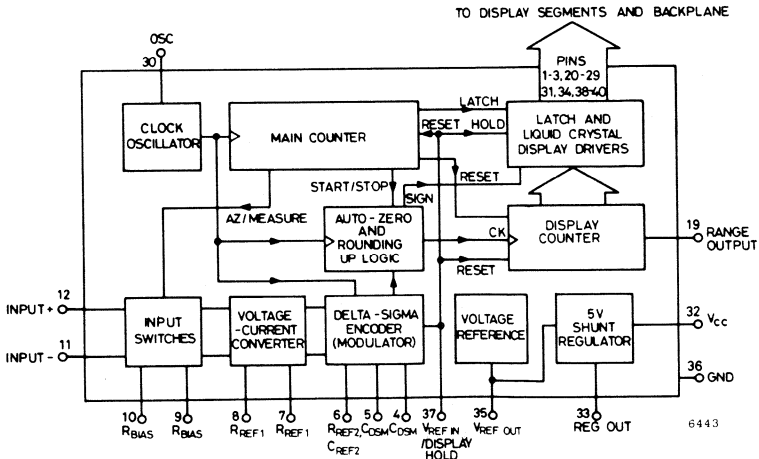 TO DISPLAY SEGMENTS AND BACKPLANE
OSC
30
PINS
1-3,20-29
31,34,38-40
CLOCK
OSCILLATOR
MAIN COUNTER
LATCH
RESET
HOLD
LATCH AND
LIQUID CRYSTAL
DISPLAY DRIVERS
START/STOP
RESET
SIGN
AZ/MEASURE
AUTO-ZERO
AND
ROUNDING
UP LOGIC
CK
DISPLAY
COUNTER
19
RANGE
OUTPUT
RESET
12
INPUT+
11
INPUT-
INPUT
SWITCHES
VOLTAGE
-CURRENT
CONVERTER
DELTA-SIGMA
ENCODER
(MODULATOR)
VOLTAGE
REFERENCE
5V
SHUNT
REGULATOR
32
VCC
36
GND
10
RBIAS
9
RBIAS
8
RREF1
7
RREF1
6
RREF2,
CREF2
5
CDSM
4
CDSM
37
VREF IN
/DISPLAY
HOLD
35
VREF OUT
33
REG OUT
6443